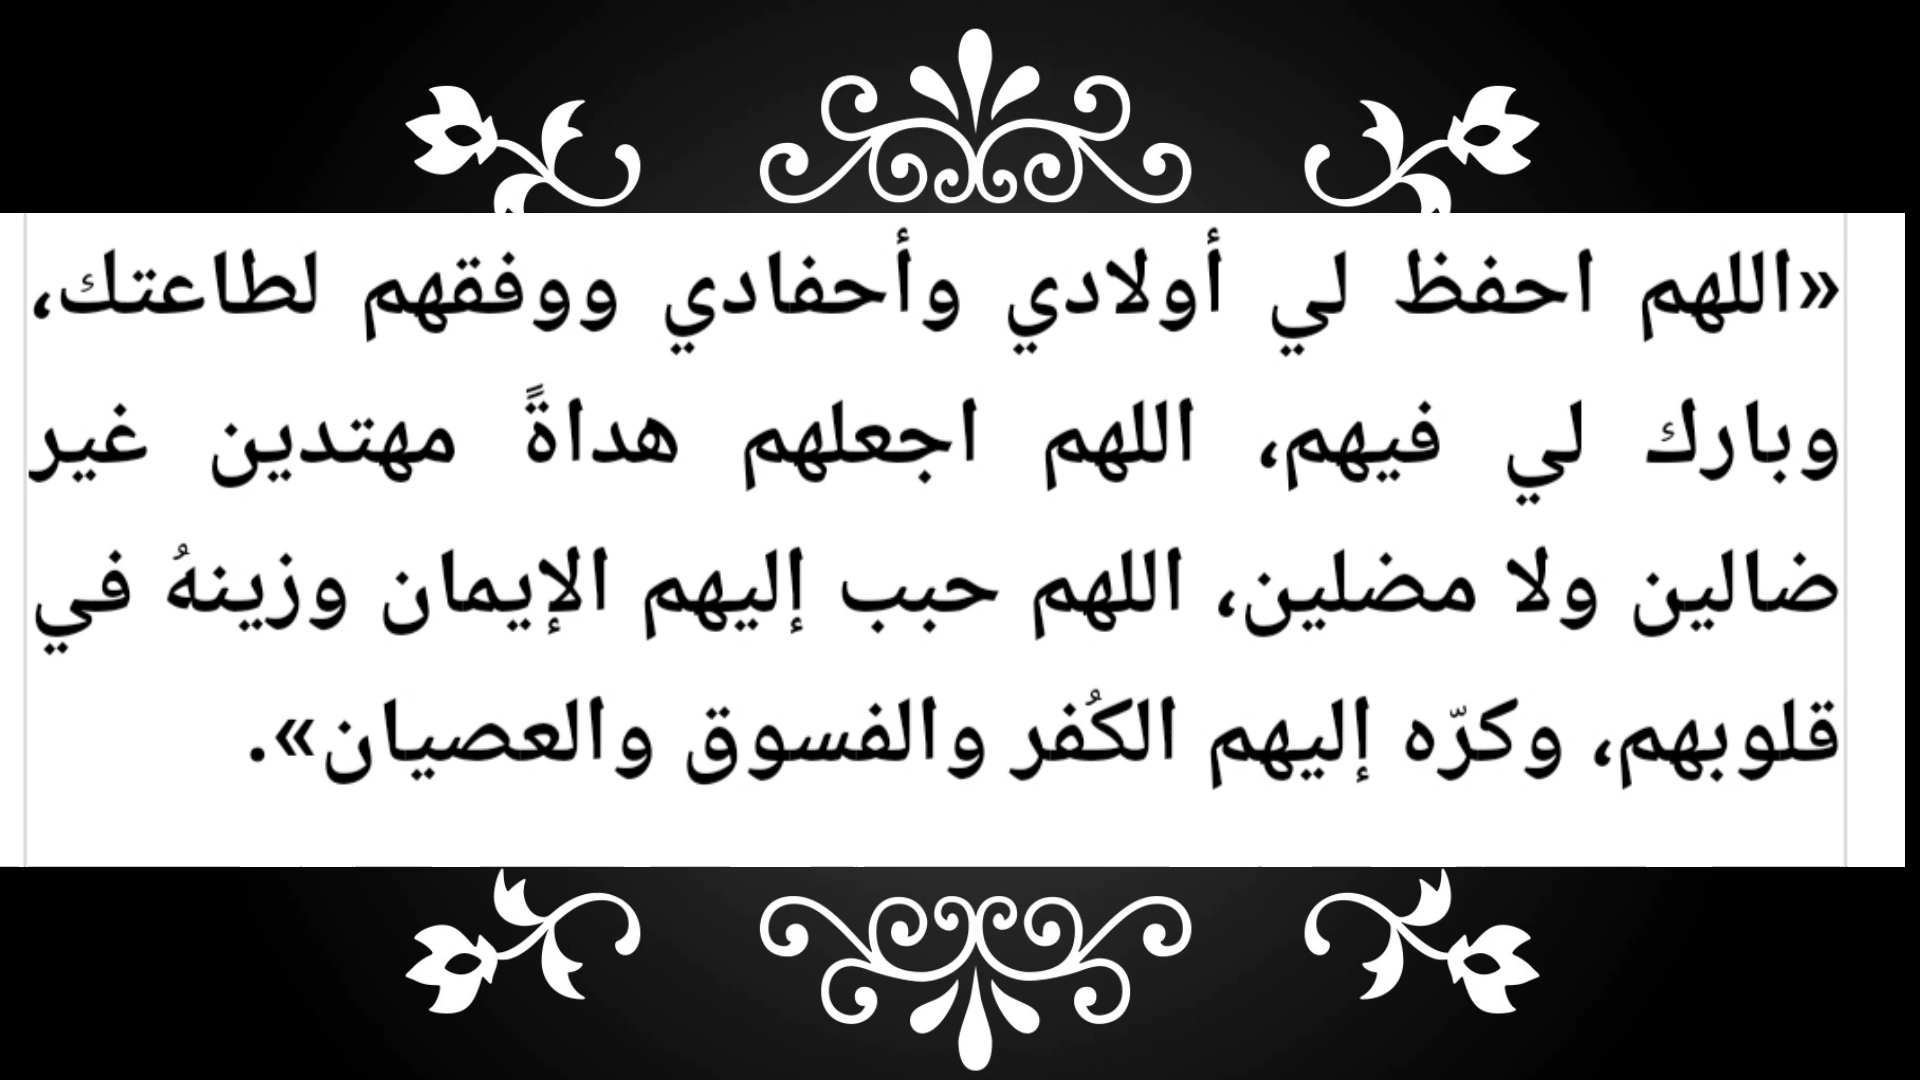 «اللهم احفظ لي أولادي وأحفادي ووفقهم لطاعتك،
وبارك لي فيهم، اللهم اجعلهم هداةً مهتدين غير
ضالين ولا مضلين، اللهم حبب إليهم الإيمان وزينهُ في
قلوبهم، وكرّه إليهم الكُفر والفسوق والعصيان».